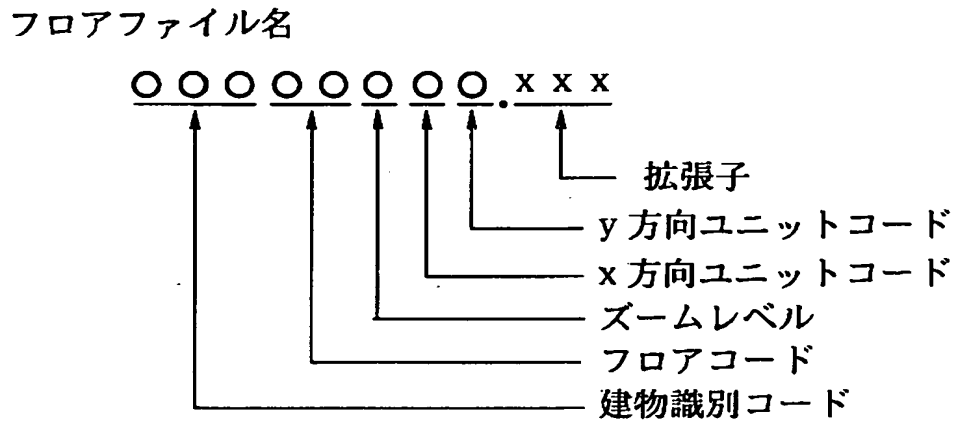 フロアファイル名
○○○○○○○○.xxx
拡張子
y方向ユニットコード
x方向ユニットコード
ズームレベル
フロアコード
建物識別コード